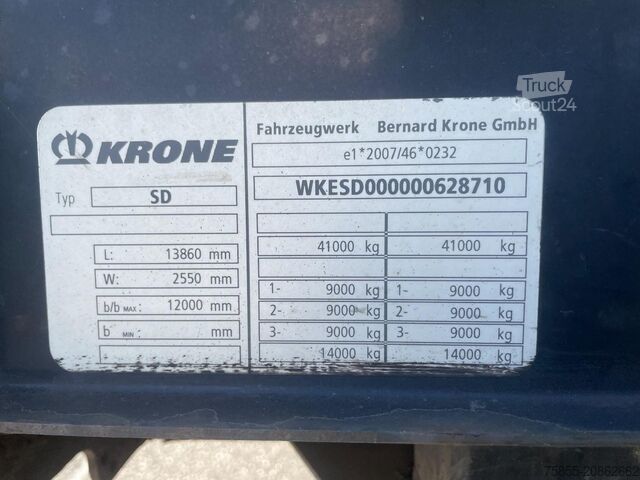 Truck
Scout24
KRONE
Fahrzeugwerk Bernard Krone GmbH
e1*2007/46*0232
Typ SD
WKESD000000628710
L: 13860 mm
W: 2550 mm
b/b MAX: 12000 mm
b MIN: mm
41000 kg 41000 kg
1- 9000 kg 1- 9000 kg
2- 9000 kg 2- 9000 kg
3- 9000 kg 3- 9000 kg
14000 kg 14000 kg
75855-20862662